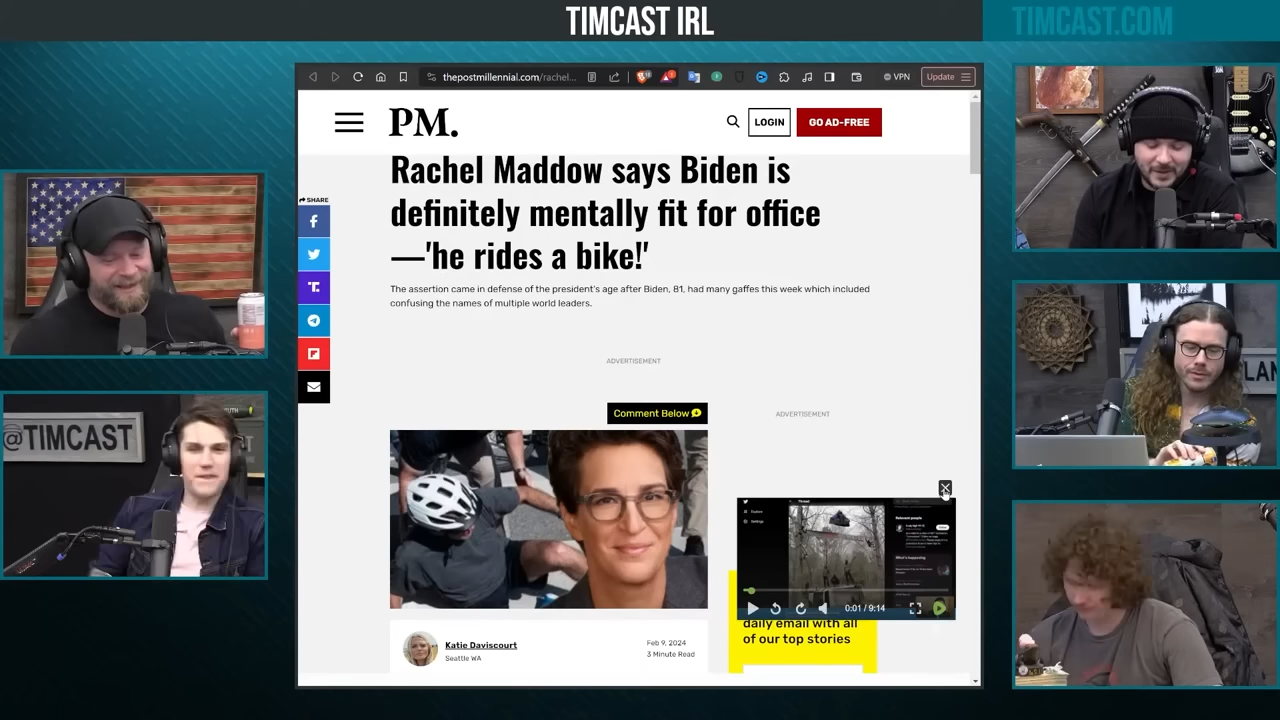 TIMCAST IRL
TIMCAST.COM
thepostmillennial.com/rachel...
VPN
Update
PM.
LOGIN
GO AD-FREE
Rachel Maddow says Biden is
definitely mentally fit for office
—'he rides a bike!'
SHARE
The assertion came in defense of the president's age after Biden, 81, had many gaffes this week which included
confusing the names of multiple world leaders.
ADVERTISEMENT
Comment Below
ADVERTISEMENT
@TIMCAST
0:01 / 9:14
daily email with all
of our top stories
Katie Daviscourt
Seattle WA
Feb 9, 2024
3 Minute Read